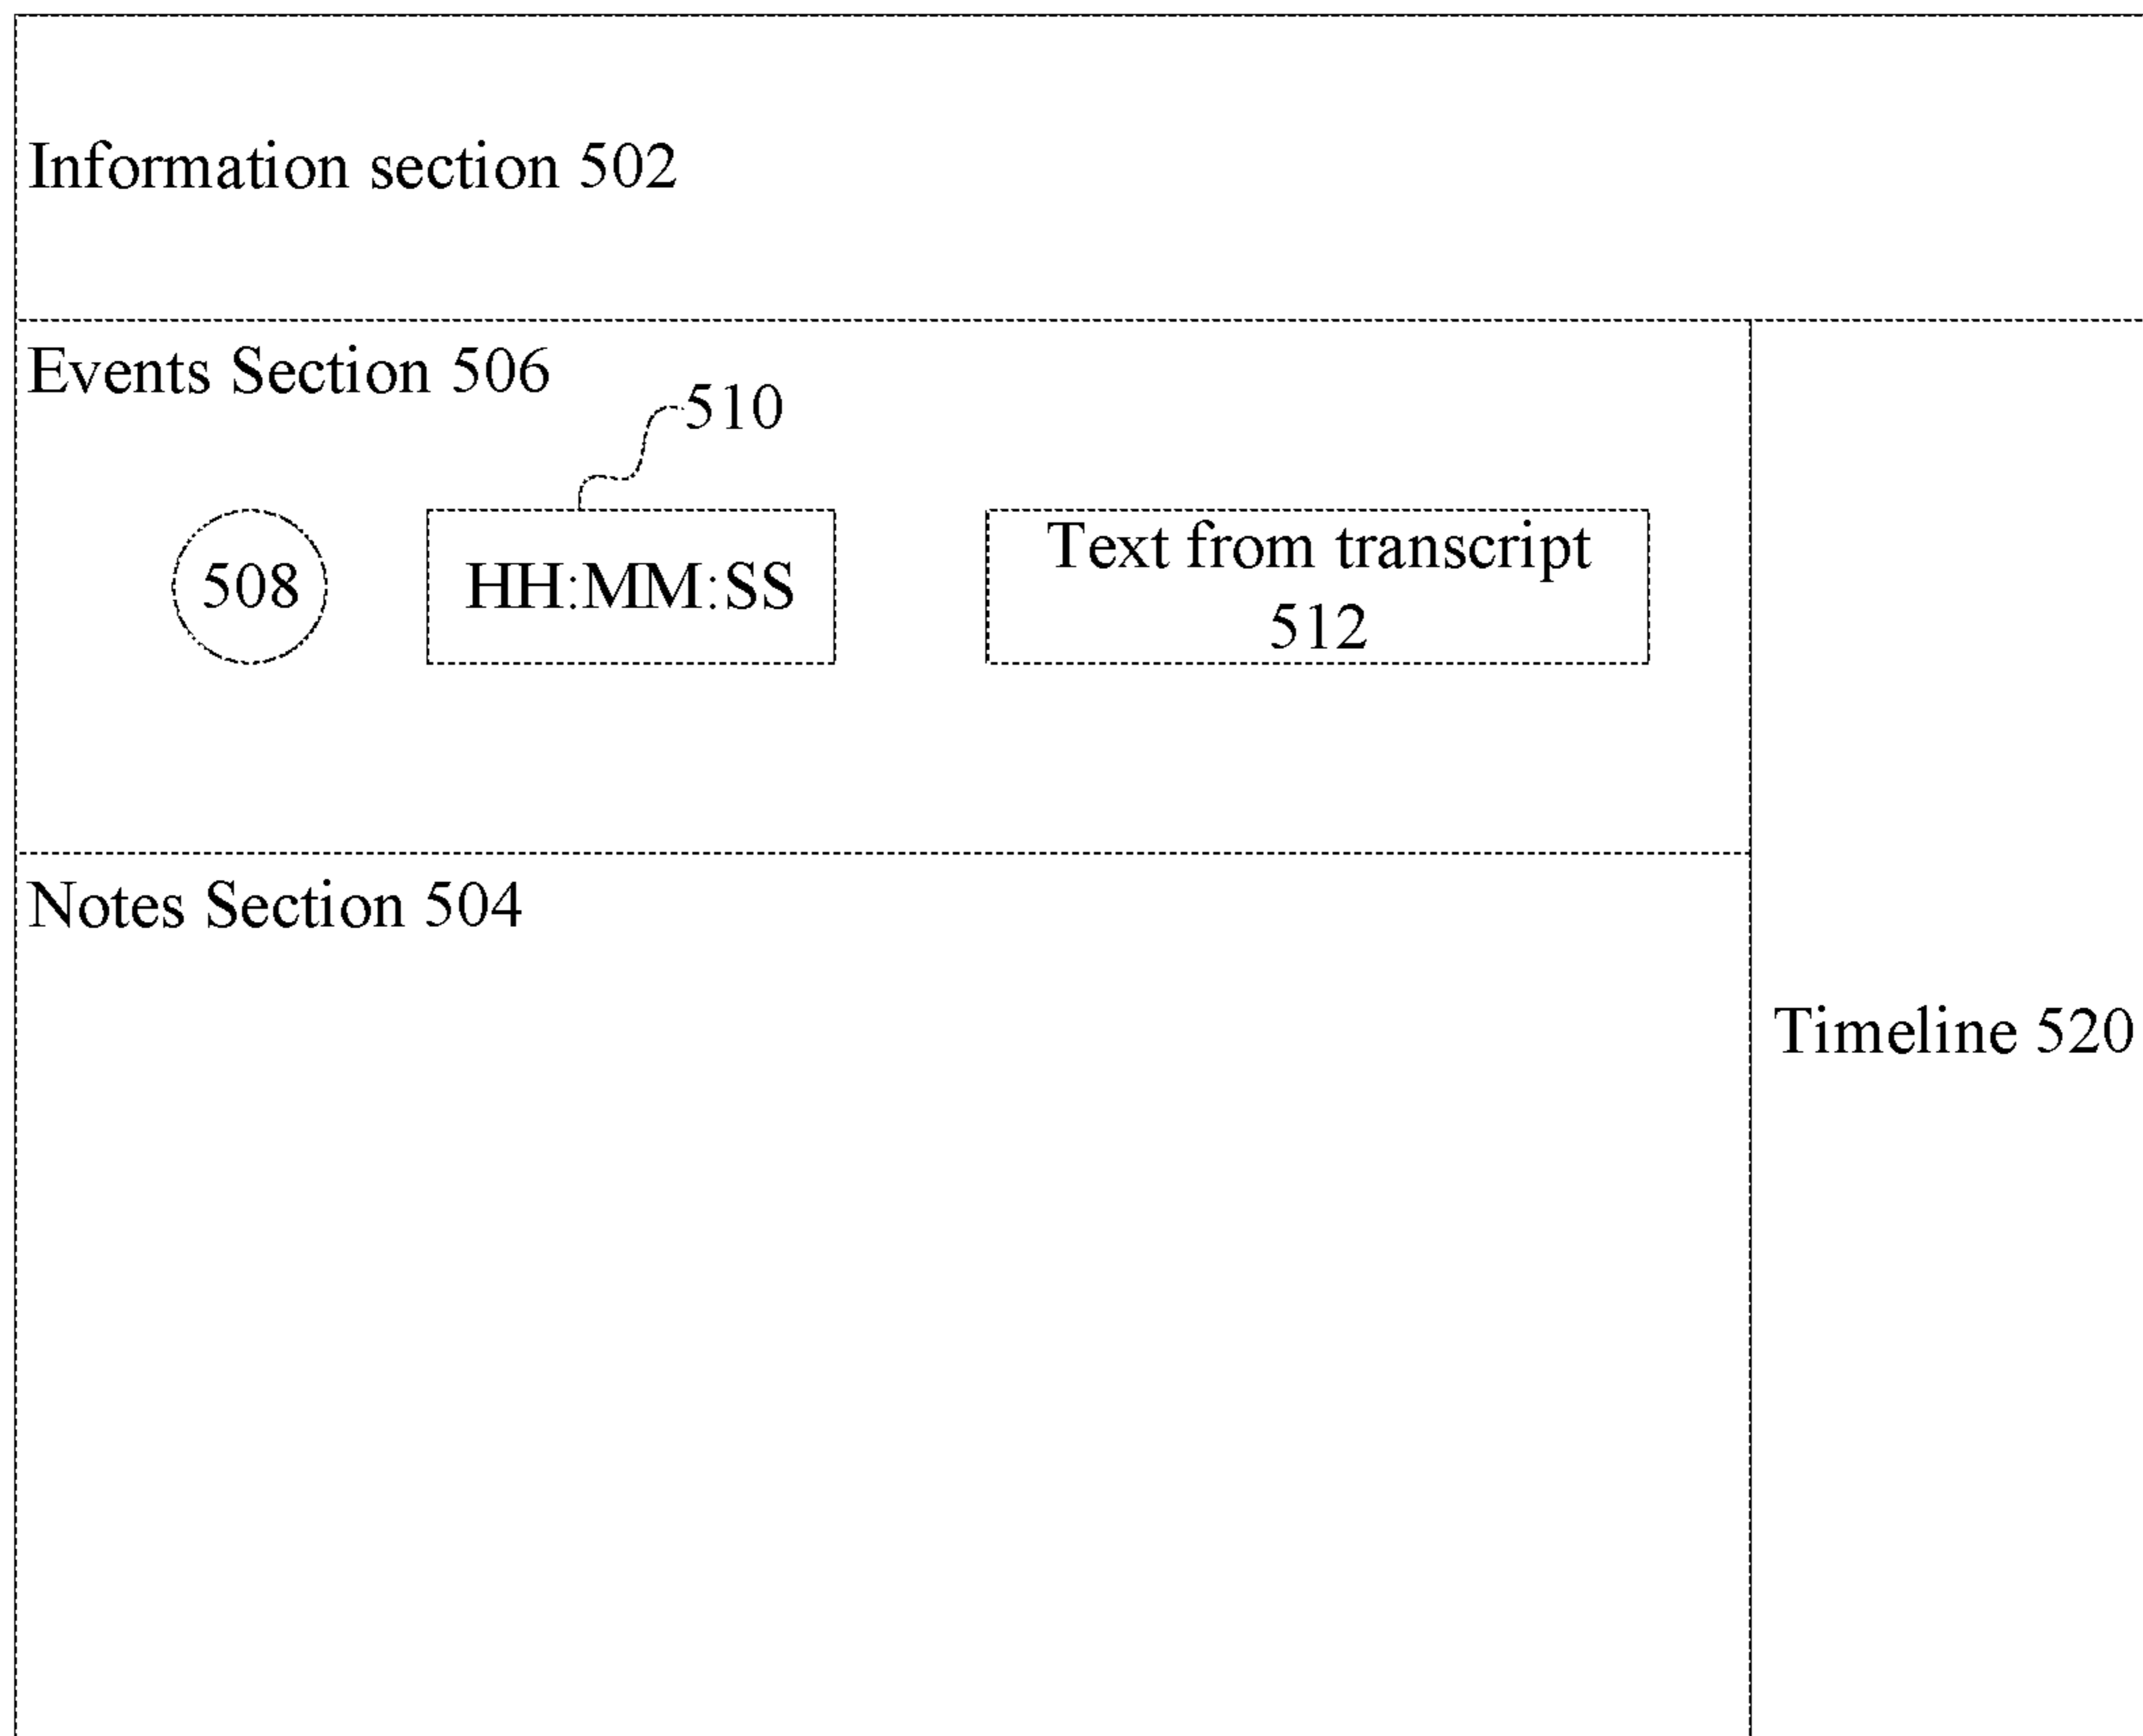 Information section 502
Events Section 506
510
508
HH:MM:SS
Text from transcript
512
Notes Section 504
Timeline 520